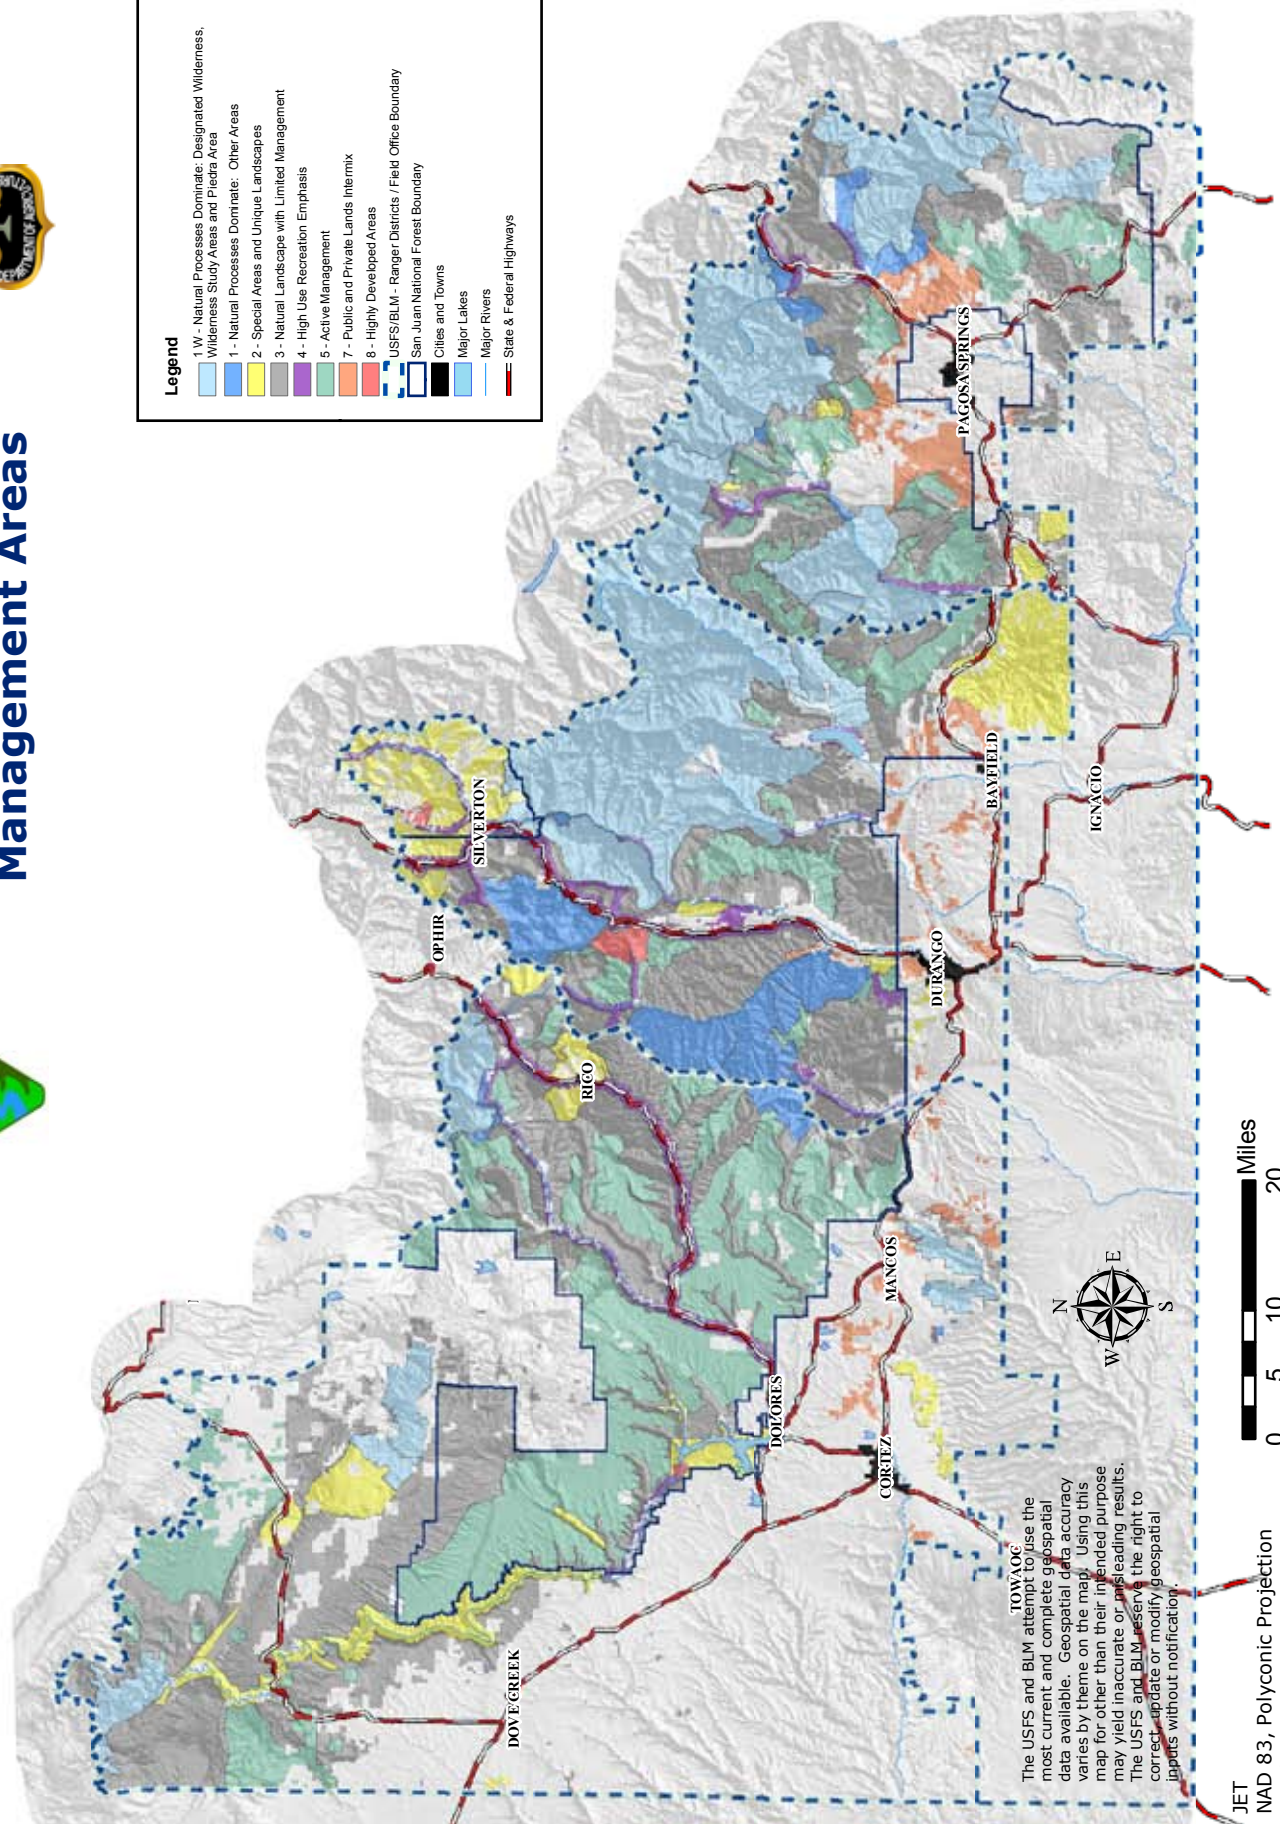 Management Areas
DEP
RTMENT OF AGRICUL
Legend
1 W - Natural Processes Dominate: Designated Wilderness,
Wilderness Study Areas and Piedra Area
1 - Natural Processes Dominate: Other Areas
2 - Special Areas and Unique Landscapes
3 - Natural Landscape with Limited Management
4 - High Use Recreation Emphasis
5 - Active Management
7 - Public and Private Lands Intermix
8 - Highly Developed Areas
USFS/BLM - Ranger Districts / Field Office Boundary
San Juan National Forest Boundary
Cities and Towns
Major Lakes
Major Rivers
State & Federal Highways
OPHIR
SILVERTON
RICO
DOVE CREEK
DOLORES
CORTEZ
MANCOS
DURANGO
BAYFIELD
IGNACIO
PAGOSA SPRINGS
TOWAOC
N
W
E
S
The USFS and BLM attempt to use the
most current and complete geospatial
data available. Geospatial data accuracy
varies by theme on the map. Using this
map for other than their intended purpose
may yield inaccurate or misleading results.
The USFS and BLM reserve the right to
correct, update or modify geospatial
inputs without notification.
0 5 10 20
Miles
JET
NAD 83, Polyconic Projection